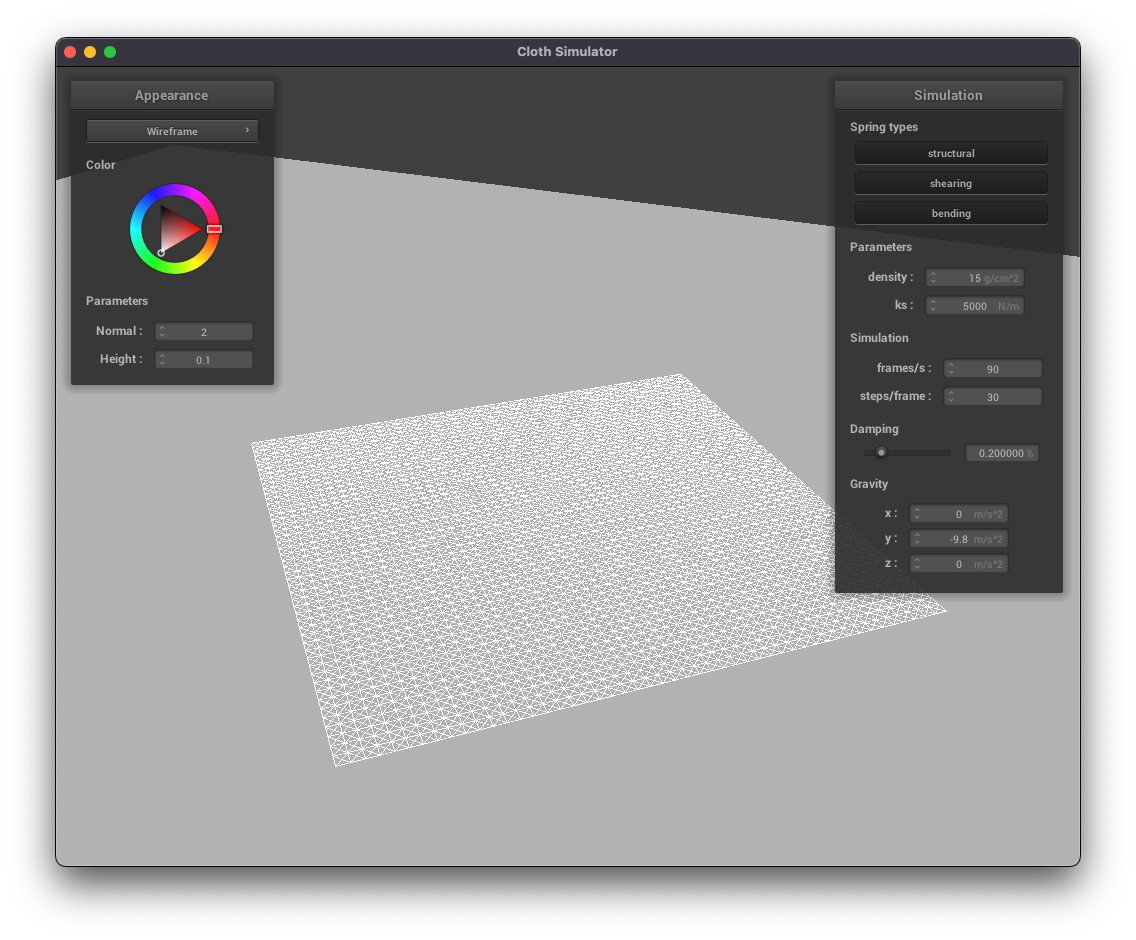 Cloth Simulator
Appearance
Wireframe
Color
Parameters
Normal : 2
Height : 0.1
Simulation
Spring types
structural
shearing
bending
Parameters
density : 15 g/cm^2
ks : 5000 N/m
Simulation
frames/s : 90
steps/frame : 30
Damping
0.200000 %
Gravity
x : 0 m/s^2
y : -9.8 m/s^2
z : 0 m/s^2